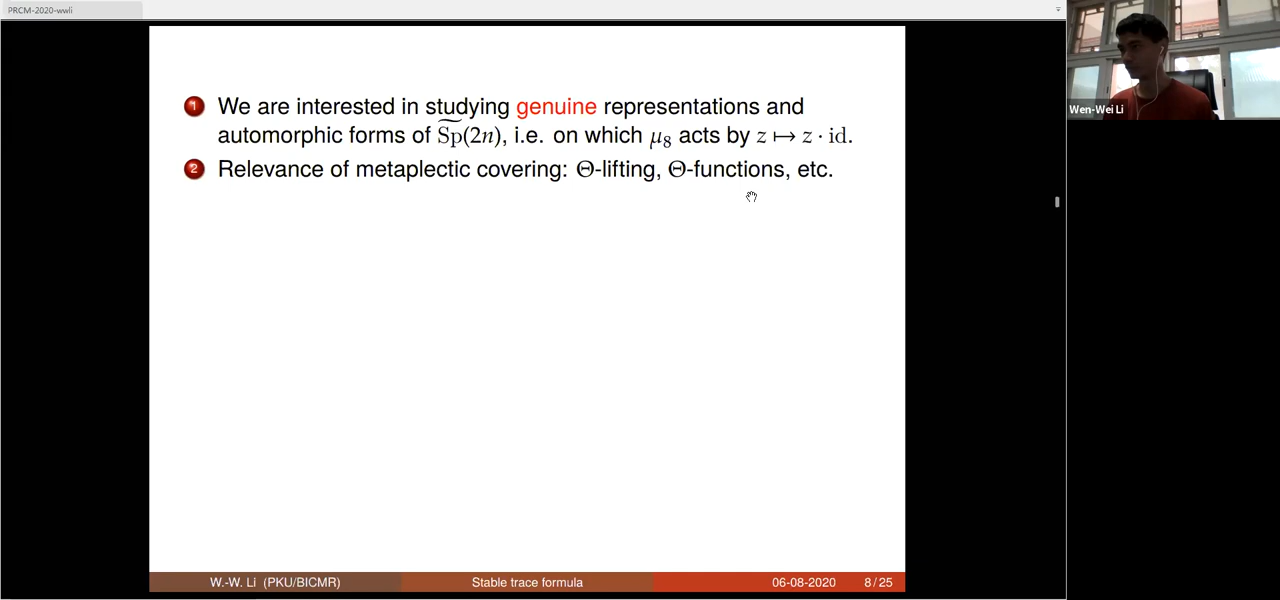 PRCM-2020-wwli
1 We are interested in studying genuine representations and
automorphic forms of S͠p(2n), i.e. on which μ₈ acts by z ↦ z · id.
2 Relevance of metaplectic covering: Θ-lifting, Θ-functions, etc.
Wen-Wei Li
W.-W. Li (PKU/BICMR) Stable trace formula 06-08-2020 8 / 25